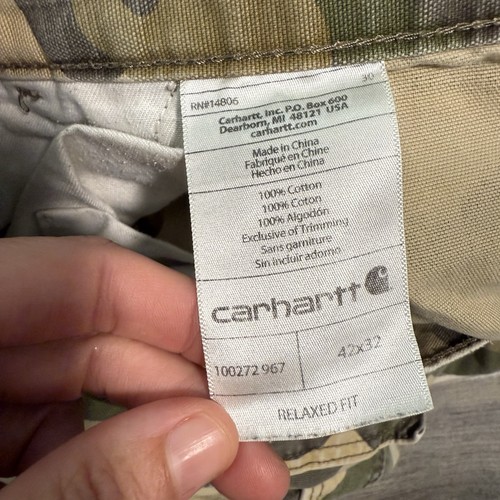 30
RN#14806
Carhartt, Inc. P.O. Box 600
Dearborn, MI 48121 USA
carhartt.com
Made in China
Fabriqué en Chine
Hecho en China
100% Cotton
100% Coton
100% Algodón
Exclusive of Trimming
Sans garniture
Sin incluir adorno
carhartt
100272 967
42x32
RELAXED FIT